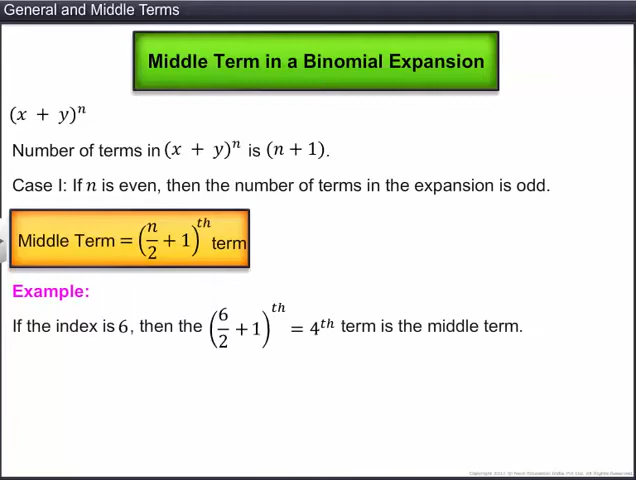 General and Middle Terms
Middle Term in a Binomial Expansion
(x + y)ⁿ
Number of terms in (x + y)ⁿ is (n + 1).
Case I: If n is even, then the number of terms in the expansion is odd.
Middle Term = (n/2 + 1)ᵗʰ term
Example:
If the index is 6, then the (6/2 + 1)ᵗʰ = 4ᵗʰ term is the middle term.